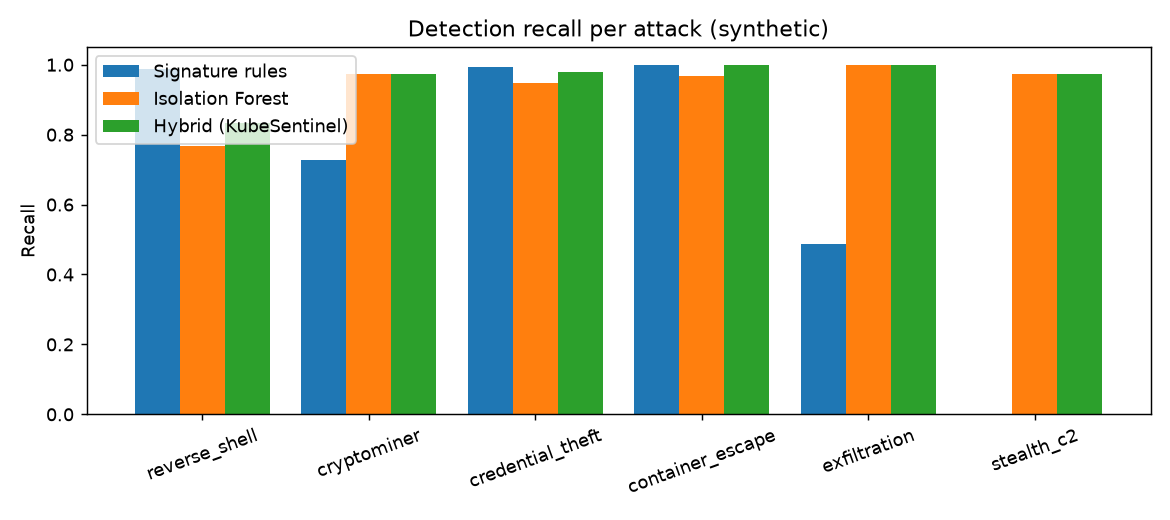 Detection recall per attack (synthetic)
Signature rules
Isolation Forest
Hybrid (KubeSentinel)
Recall
1.0
0.8
0.6
0.4
0.2
0.0
reverse_shell
cryptominer
credential_theft
container_escape
exfiltration
stealth_c2